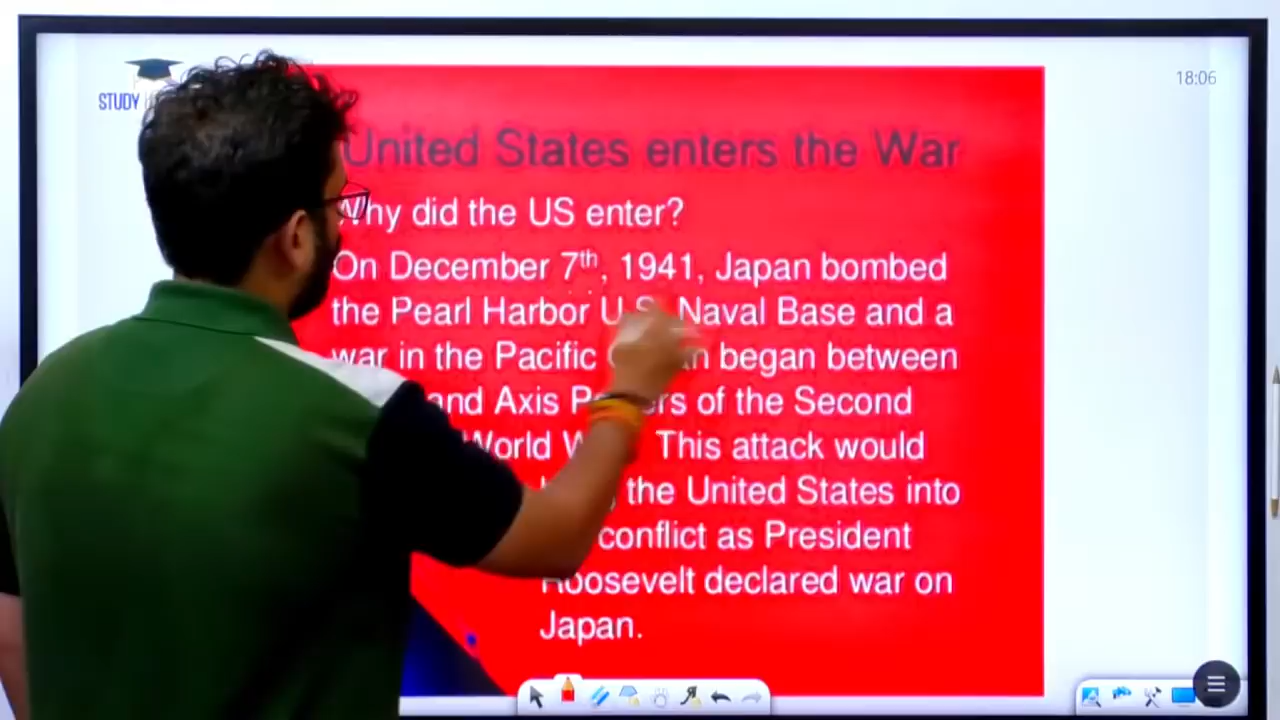 STUDY
18:06
United States enters the War
Why did the US enter?
On December 7th, 1941, Japan bombed
the Pearl Harbor U.S. Naval Base and a
war in the Pacific began between
and Axis of the Second
World This attack would
the United States into
conflict as President
Roosevelt declared war on
Japan.